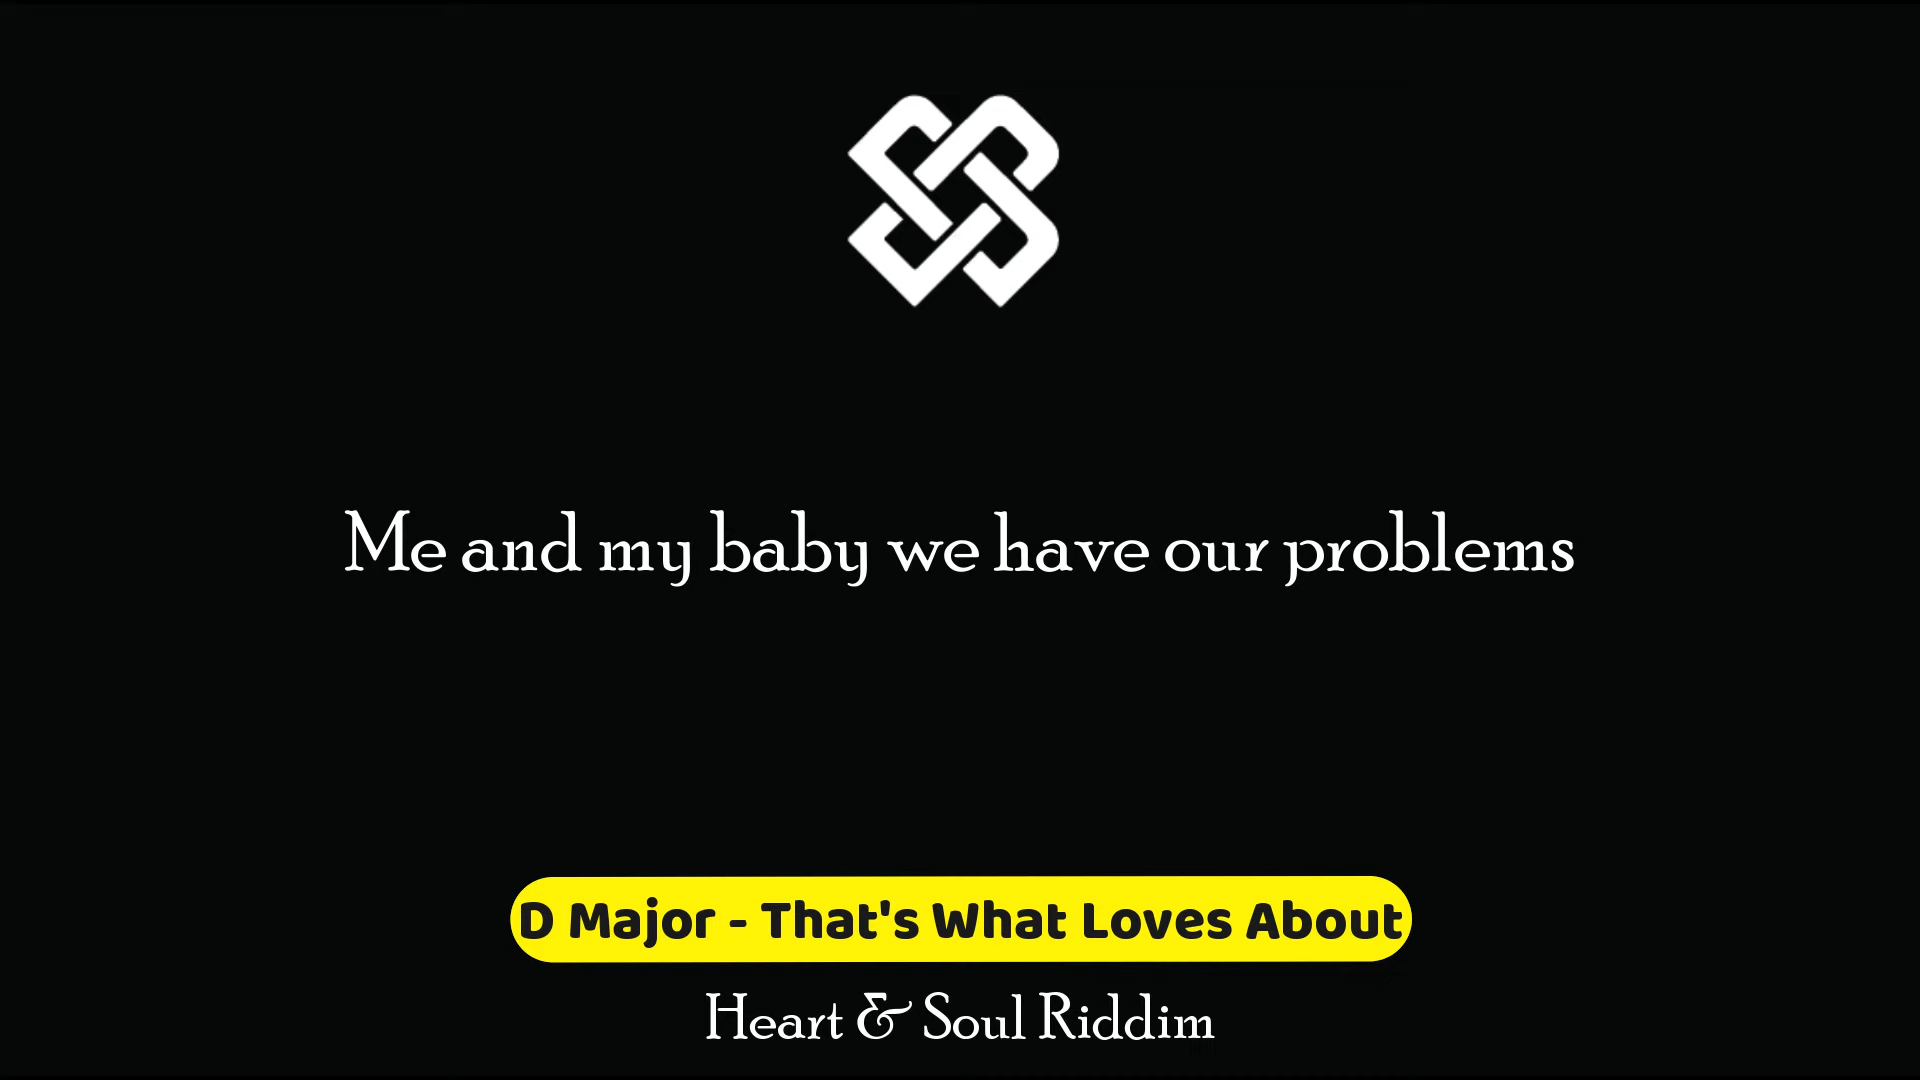 Me and my baby we have our problems
D Major - That's What Loves About
Heart & Soul Riddim